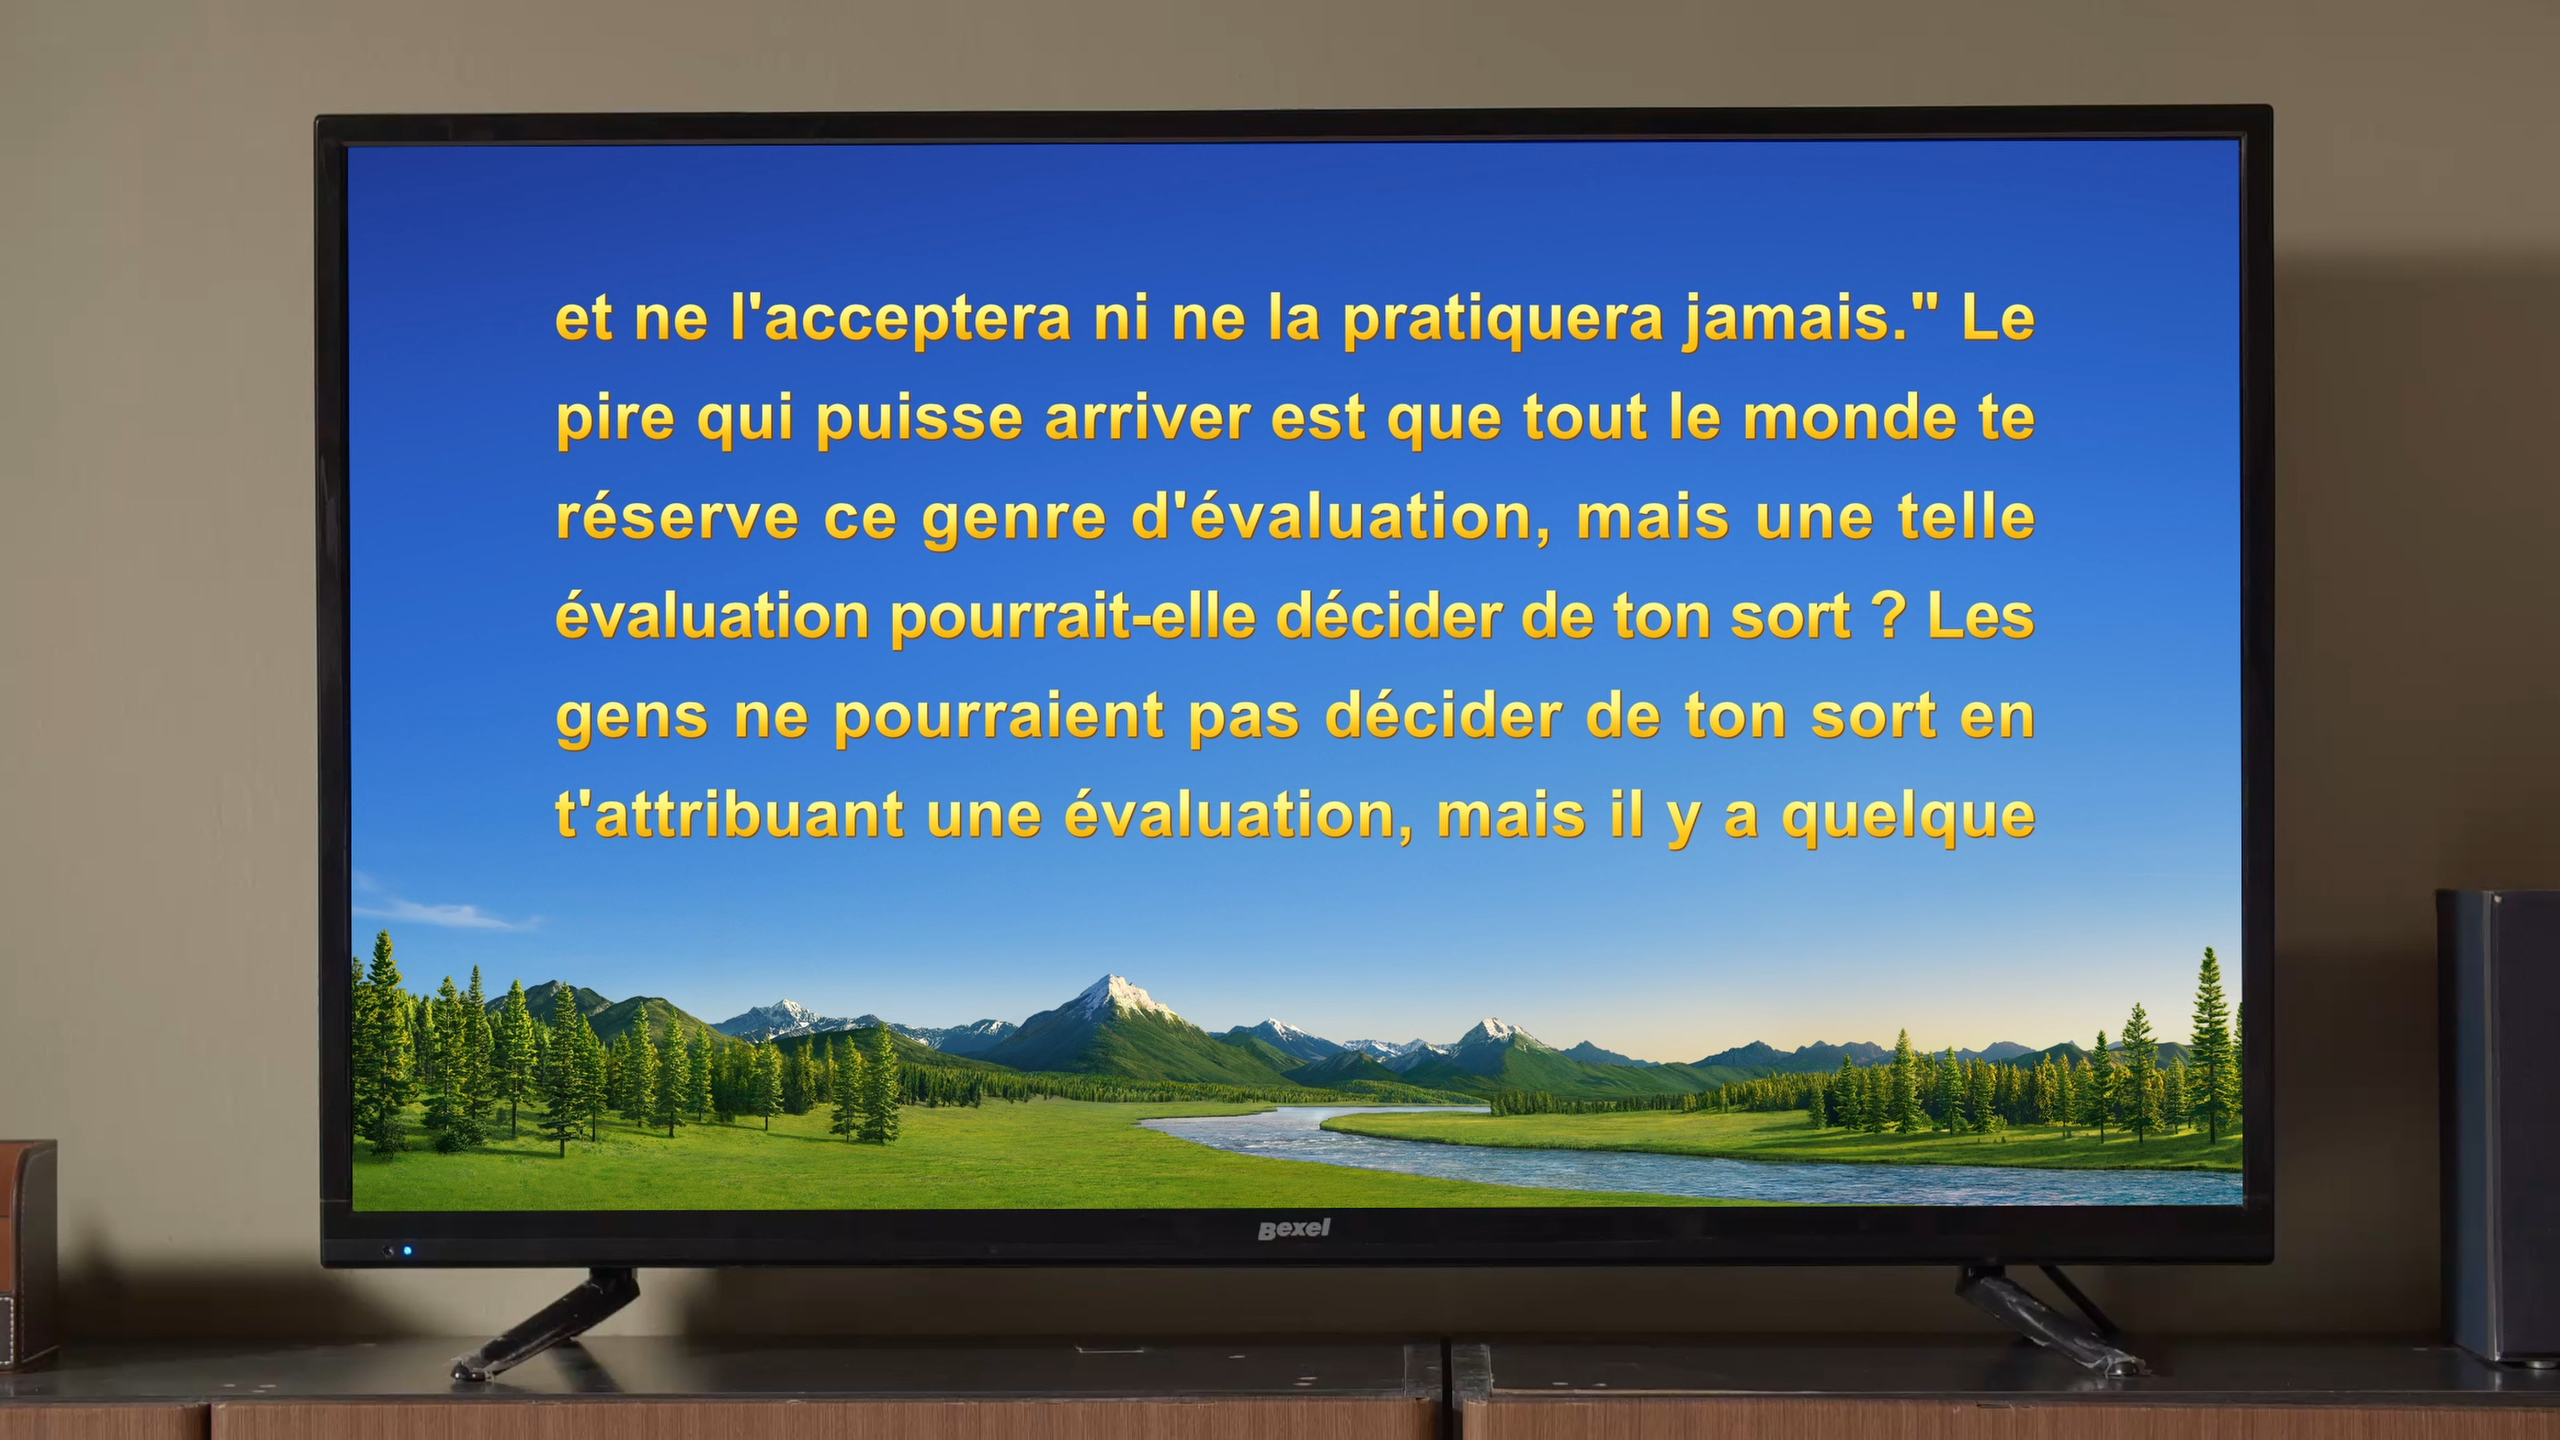 et ne l'acceptera ni ne la pratiquera jamais." Le
pire qui puisse arriver est que tout le monde te
réserve ce genre d'évaluation, mais une telle
évaluation pourrait-elle décider de ton sort ? Les
gens ne pourraient pas décider de ton sort en
t'attribuant une évaluation, mais il y a quelque
Bexel